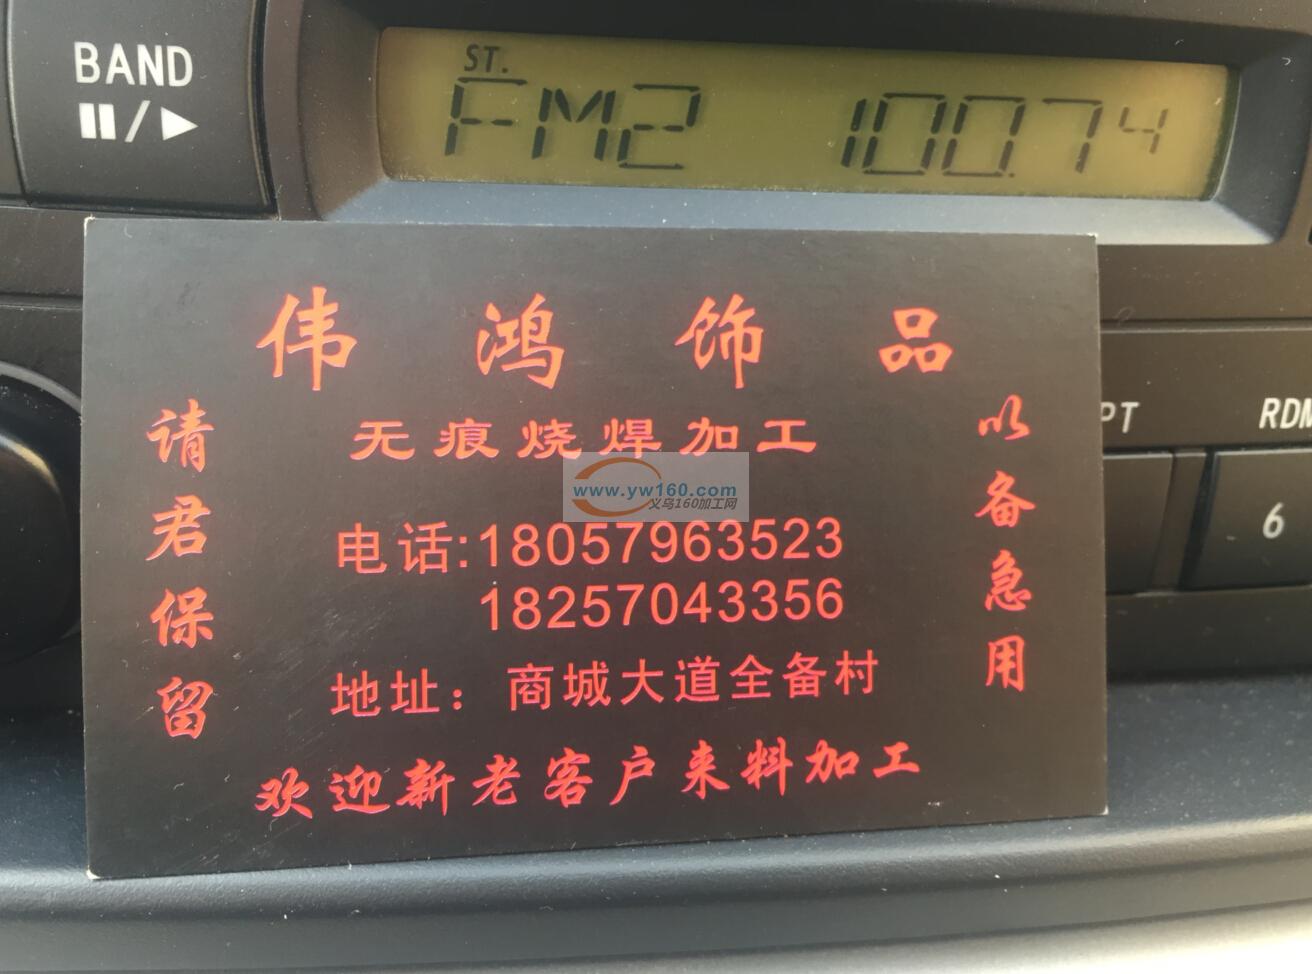 BAND
ST.
FM2 100.7 4
伟鸿饰品
请君保留
无痕烧焊加工
以备急用
www.yw160.com
义乌160加工网
电话:18057963523
18257043356
地址：商城大道全备村
欢迎新老客户来料加工
PT
RDM
6